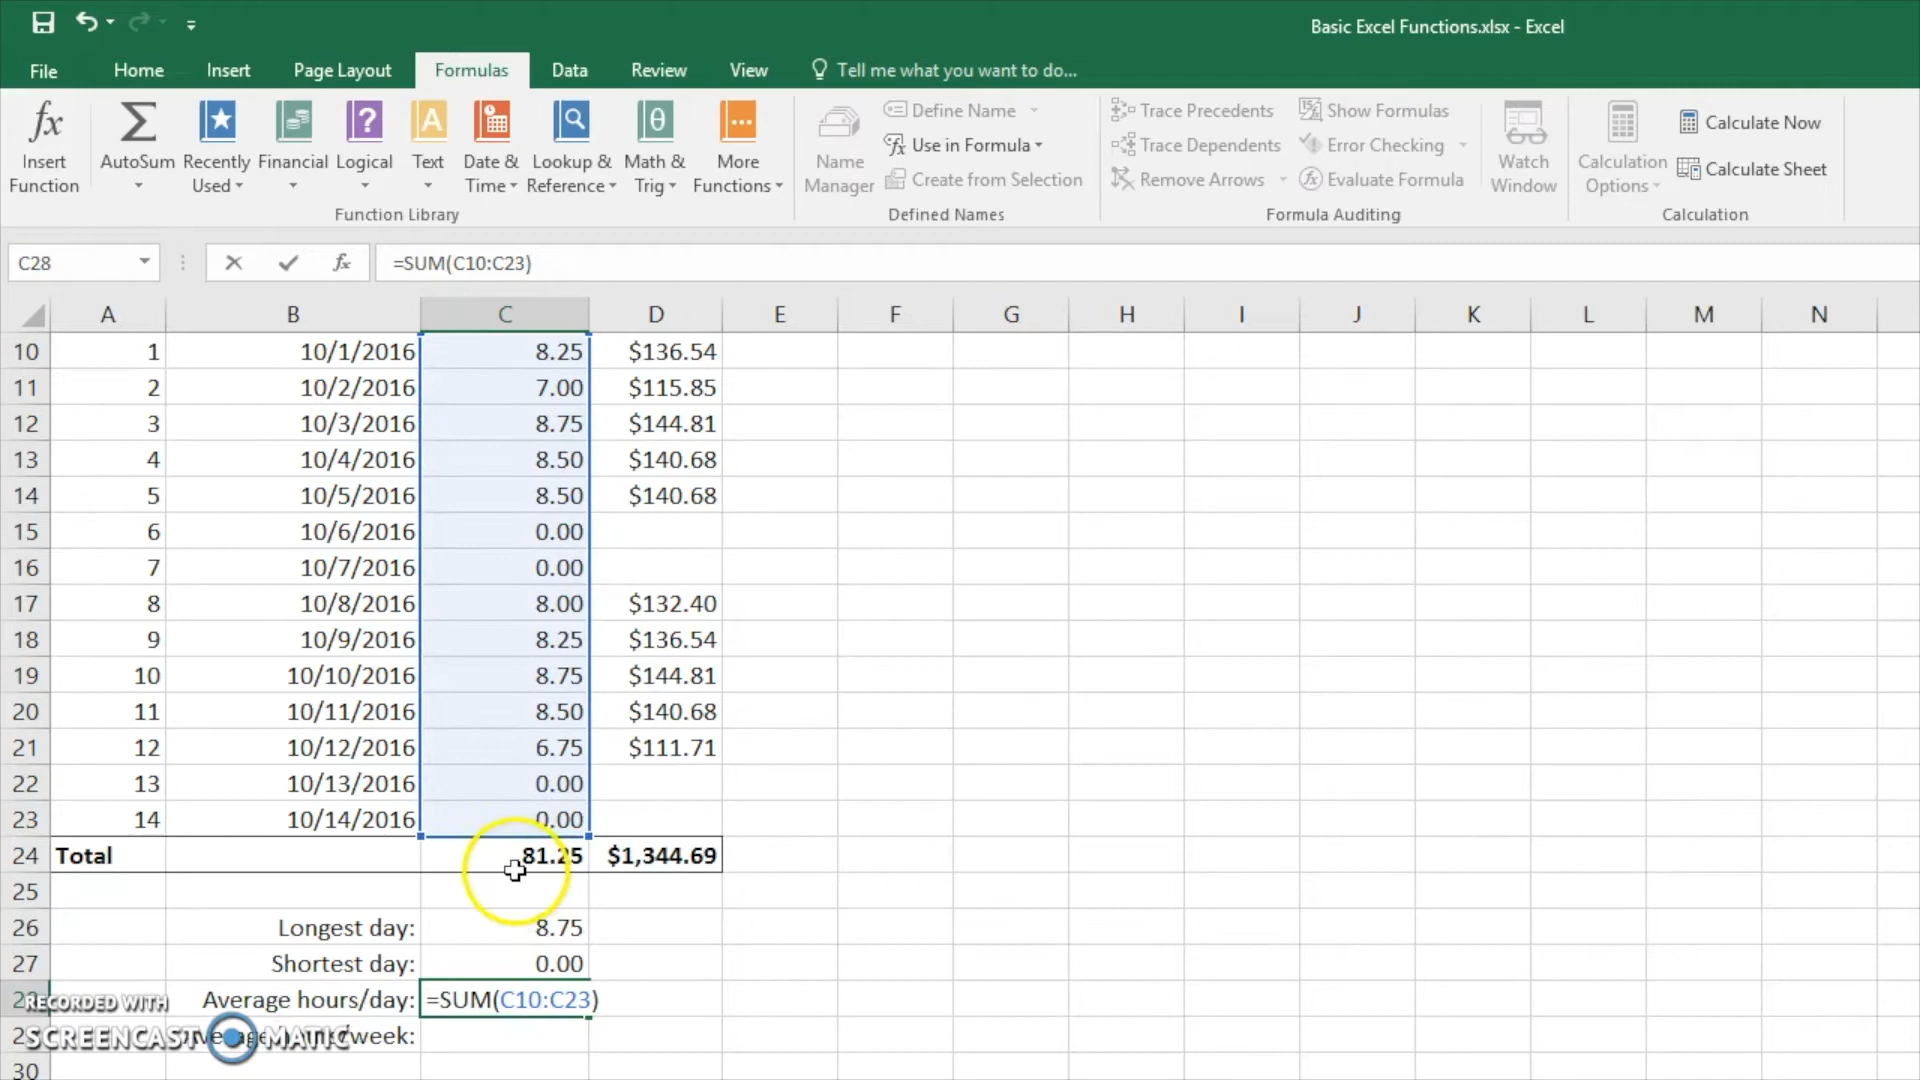 Basic Excel Functions.xlsx - Excel
File Home Insert Page Layout Formulas Data Review View Tell me what you want to do...
Insert Function AutoSum Recently Used Financial Logical Text Date & Time Lookup & Reference Math & Trig More Functions
Function Library
Name Manager Define Name Use in Formula Create from Selection
Defined Names
Trace Precedents Show Formulas
Trace Dependents Error Checking
Remove Arrows Evaluate Formula
Watch Window
Formula Auditing
Calculation Options Calculate Now
Calculate Sheet
Calculation
C28 fx =SUM(C10:C23)
A B C D E F G H I J K L M N
10 1 10/1/2016 8.25 $136.54
11 2 10/2/2016 7.00 $115.85
12 3 10/3/2016 8.75 $144.81
13 4 10/4/2016 8.50 $140.68
14 5 10/5/2016 8.50 $140.68
15 6 10/6/2016 0.00
16 7 10/7/2016 0.00
17 8 10/8/2016 8.00 $132.40
18 9 10/9/2016 8.25 $136.54
19 10 10/10/2016 8.75 $144.81
20 11 10/11/2016 8.50 $140.68
21 12 10/12/2016 6.75 $111.71
22 13 10/13/2016 0.00
23 14 10/14/2016 0.00
24 Total 81.25 $1,344.69
25
26 Longest day: 8.75
27 Shortest day: 0.00
Average hours/day: =SUM(C10:C23)
week:
30
RECORDED WITH
SCREENCAST MATIC